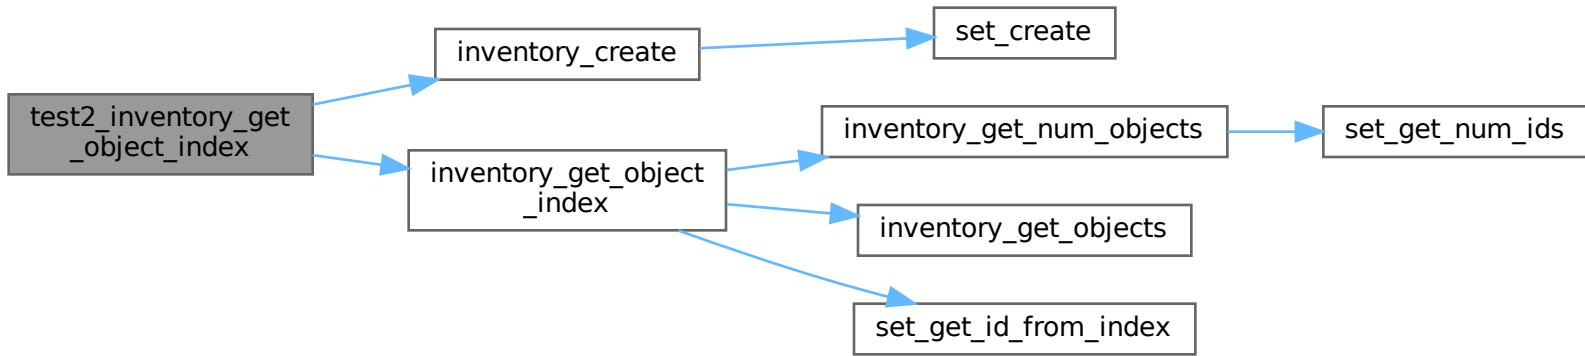 test2_inventory_get
_object_index
inventory_create
set_create
inventory_get_object
_index
inventory_get_num_objects
set_get_num_ids
inventory_get_objects
set_get_id_from_index